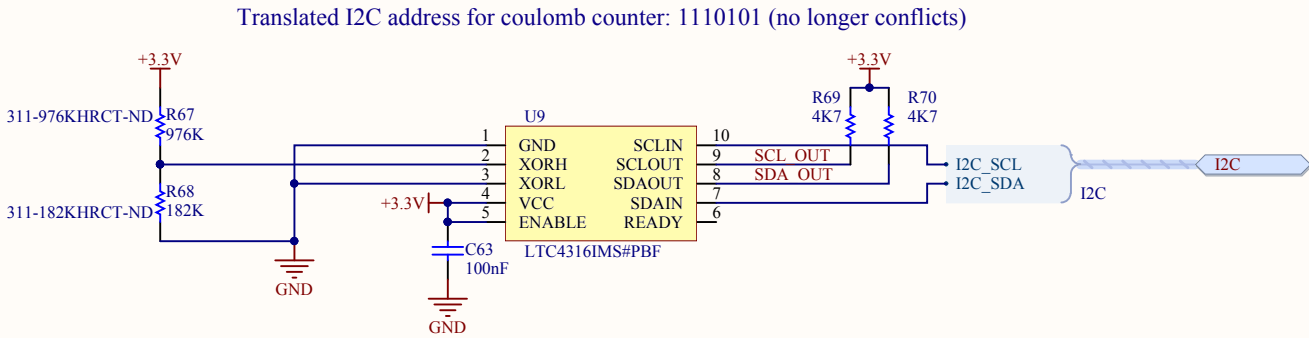 Translated I2C address for coulomb counter: 1110101 (no longer conflicts)
+3.3V
311-976KHRCT-ND
R67
976K
311-182KHRCT-ND
R68
182K
GND
+3.3V
C63
100nF
GND
U9
1 GND
2 XORH
3 XORL
4 VCC
5 ENABLE
SCLIN 10
SCLOUT 9
SDAOUT 8
SDAIN 7
READY 6
LTC4316IMS#PBF
SCL_OUT
SDA_OUT
+3.3V
R69
4K7
R70
4K7
I2C_SCL
I2C_SDA
I2C
I2C